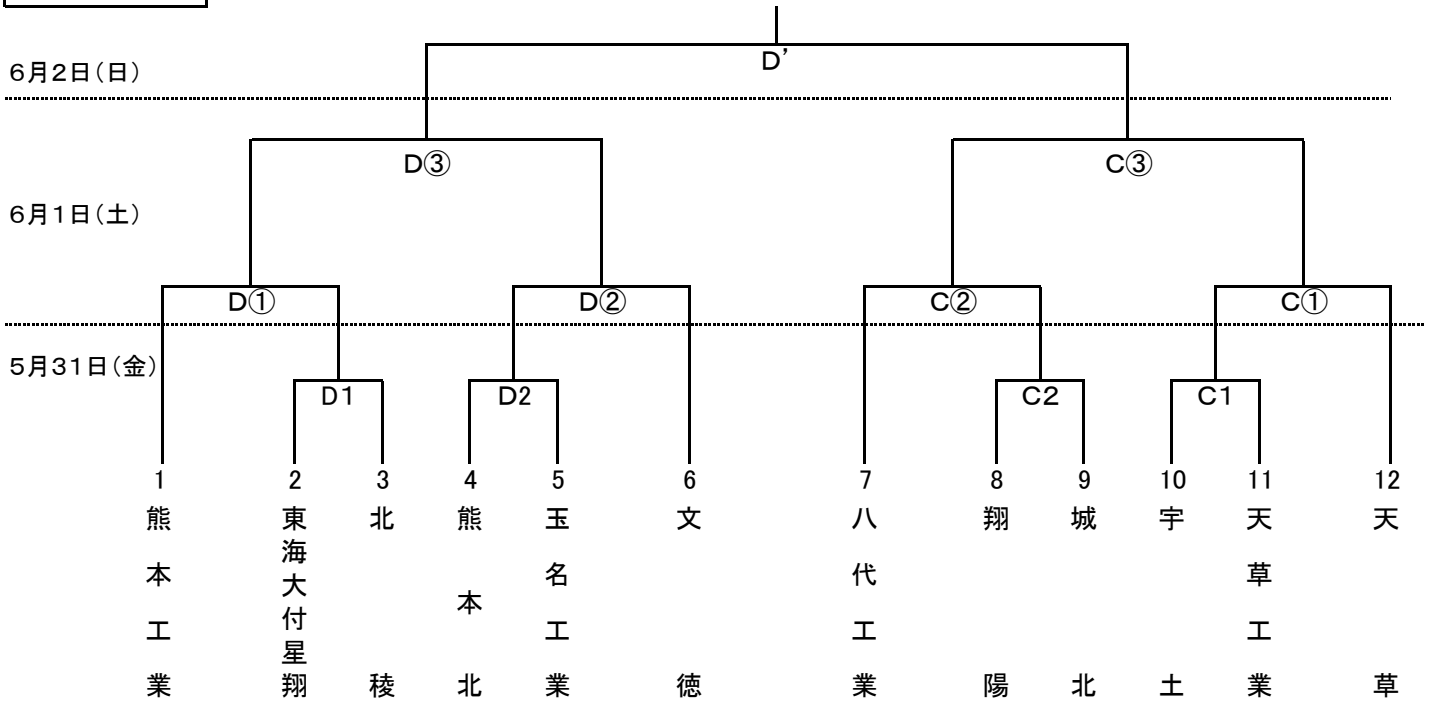 D’
6月2日(日)
D③
C③
6月1日(土)
D①
D②
C②
C①
5月31日(金)
D1
D2
C2
C1
1
2
3
4
5
6
7
8
9
10
11
12
熊本工業
東海大付星翔
北稜
熊本北
玉名工業
文徳
八代工業
翔陽
城北
宇土
天草工業
天草